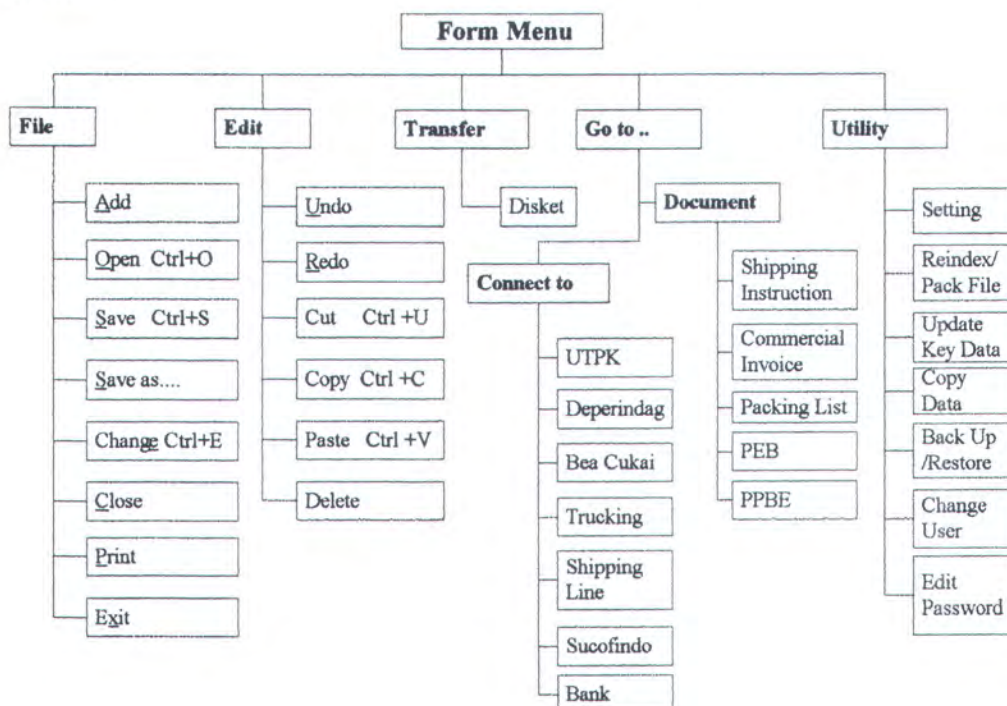 Form Menu
File
Edit
Transfer
Go to ..
Utility
Add
Open Ctrl+O
Save Ctrl+S
Save as....
Change Ctrl+E
Close
Print
Exit
Undo
Redo
Cut Ctrl +U
Copy Ctrl +C
Paste Ctrl +V
Delete
Disket
Connect to
UTPK
Deperindag
Bea Cukai
Trucking
Shipping
Line
Sucofindo
Bank
Document
Shipping
Instruction
Commercial
Invoice
Packing List
PEB
PPBE
Setting
Reindex/
Pack File
Update
Key Data
Copy
Data
Back Up
/Restore
Change
User
Edit
Password